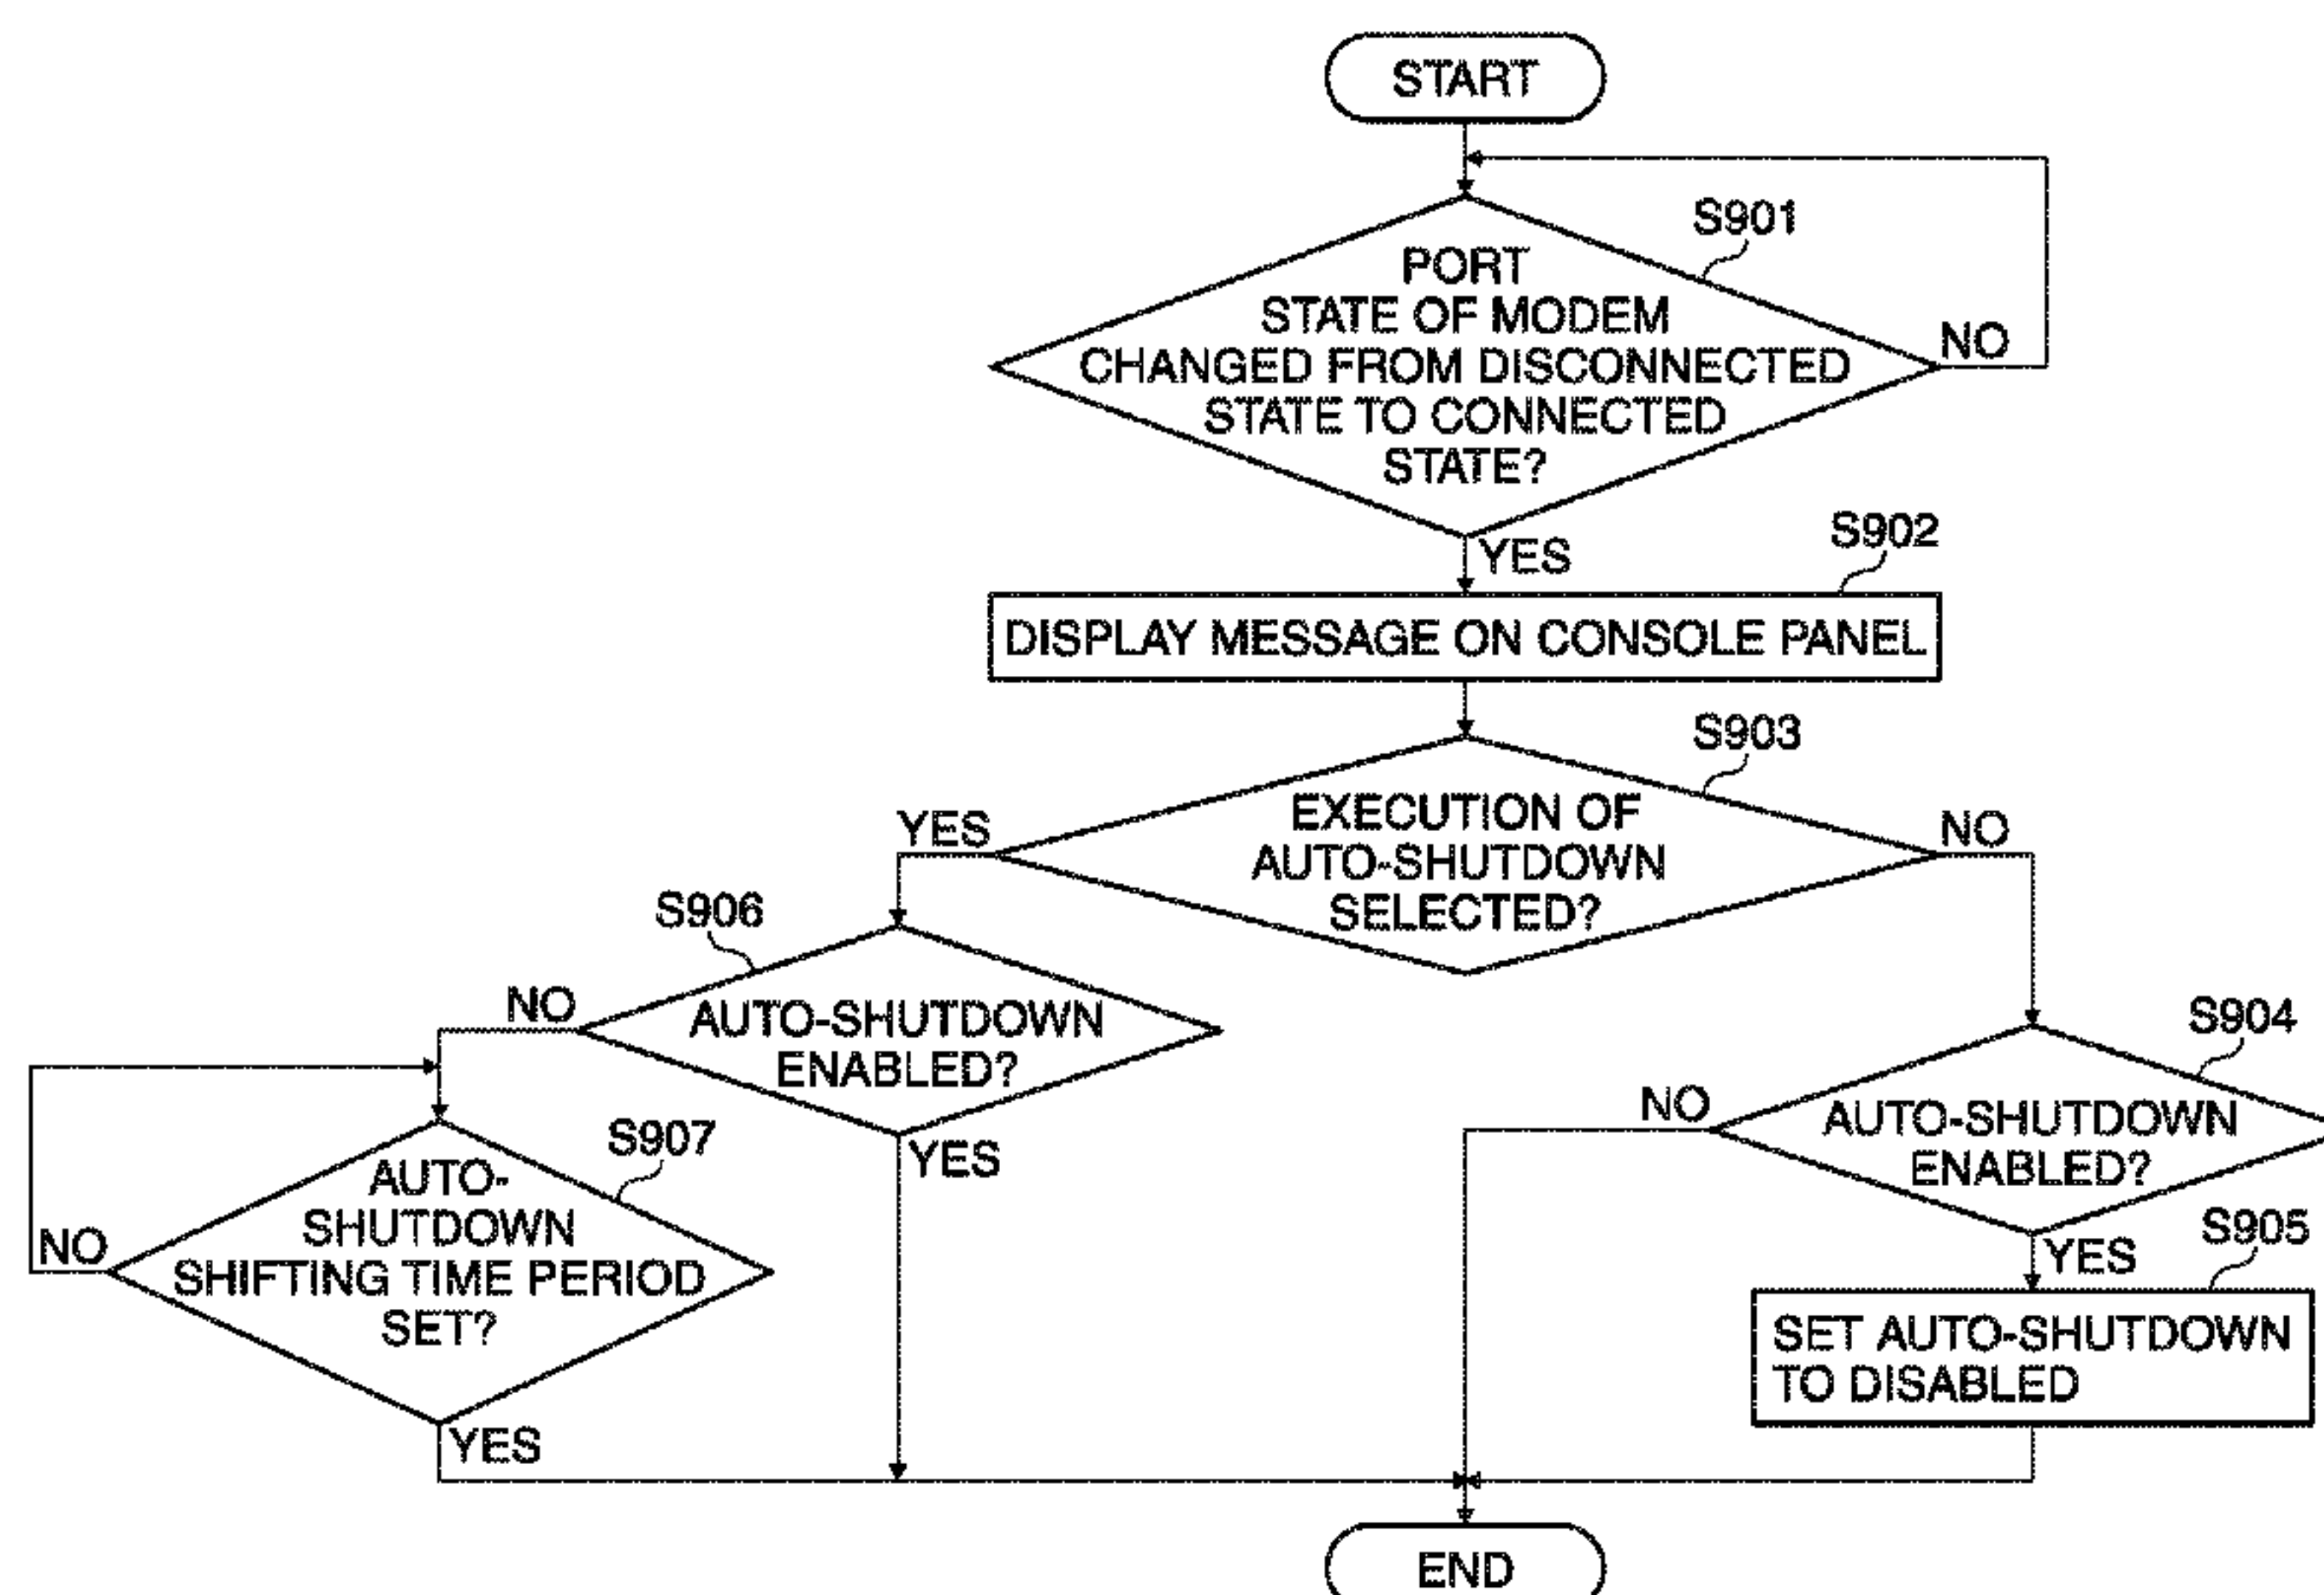 START
S901
PORT
STATE OF MODEM
CHANGED FROM DISCONNECTED
STATE TO CONNECTED
STATE?
NO
YES
S902
DISPLAY MESSAGE ON CONSOLE PANEL
S903
EXECUTION OF
AUTO-SHUTDOWN
SELECTED?
YES
NO
S906
AUTO-SHUTDOWN
ENABLED?
NO
YES
S904
AUTO-SHUTDOWN
ENABLED?
NO
YES
S907
AUTO-
SHUTDOWN
SHIFTING TIME PERIOD
SET?
NO
YES
S905
SET AUTO-SHUTDOWN
TO DISABLED
END